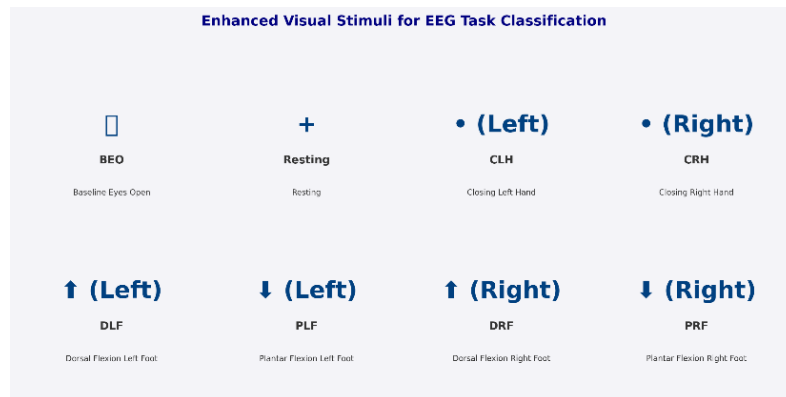 Enhanced Visual Stimuli for EEG Task Classification
+
• (Left)
• (Right)
BEO
Resting
CLH
CRH
Baseline Eyes Open
Resting
Closing Left Hand
Closing Right Hand
⬆ (Left)
⬇ (Left)
⬆ (Right)
⬇ (Right)
DLF
PLF
DRF
PRF
Dorsal Flexion Left Foot
Plantar Flexion Left Foot
Dorsal Flexion Right Foot
Plantar Flexion Right Foot